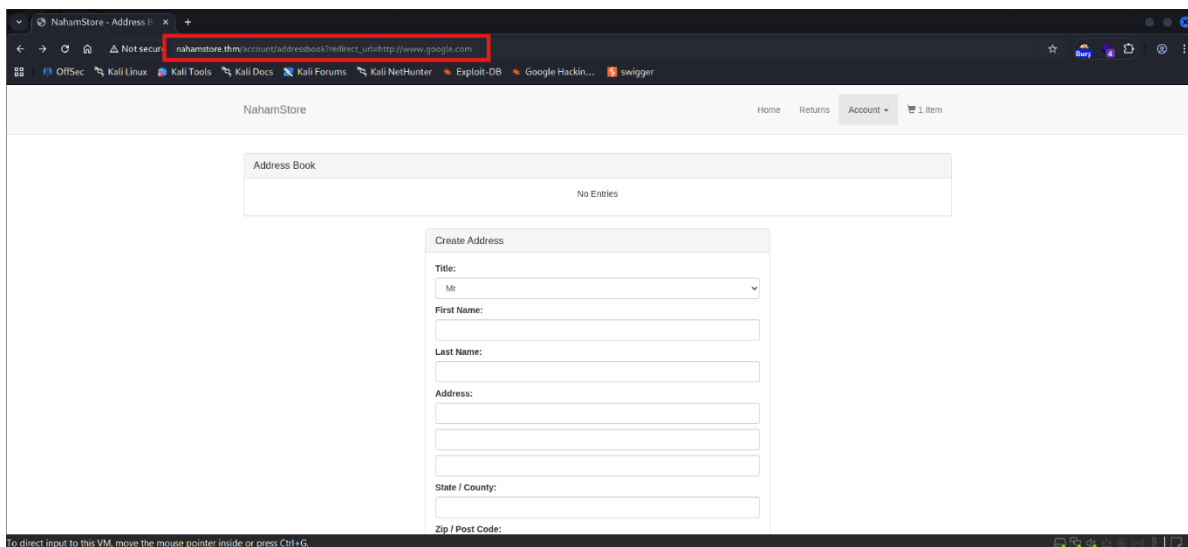 NahamStore - Address B
Not secure nahamstore.thm/account/addressbook?redirect_url=http://www.google.com
OffSec Kali Linux Kali Tools Kali Docs Kali Forums Kali NetHunter Exploit-DB Google Hackin... swigger
NahamStore Home Returns Account 1 Item
Address Book
No Entries
Create Address
Title:
Mr
First Name:
Last Name:
Address:
State / County:
Zip / Post Code:
To direct input to this VM, move the mouse pointer inside or press Ctrl+G.